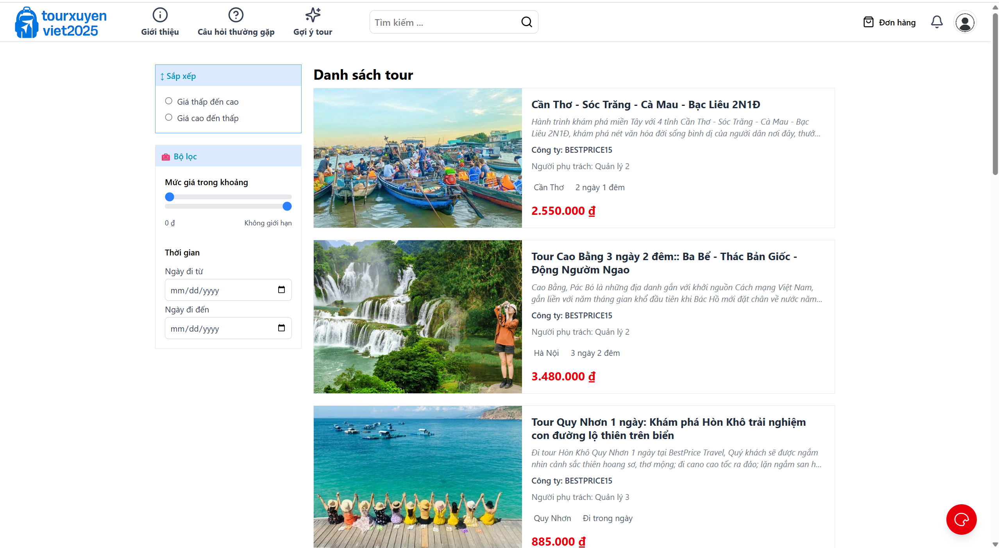 tourxuyen
viet2025
Giới thiệu
Câu hỏi thường gặp
Gợi ý tour
Tìm kiếm ...
Đơn hàng
Sắp xếp
Giá thấp đến cao
Giá cao đến thấp
Bộ lọc
Mức giá trong khoảng
0 ₫
Không giới hạn
Thời gian
Ngày đi từ
mm/dd/yyyy
Ngày đi đến
mm/dd/yyyy
Danh sách tour
Cần Thơ - Sóc Trăng - Cà Mau - Bạc Liêu 2N1Đ
Hành trình khám phá miền Tây với 4 tỉnh Cần Thơ - Sóc Trăng - Cà Mau - Bạc
Liêu 2N1Đ, khám phá nét văn hóa đời sống bình dị của người dân nơi đây, thưở...
Công ty: BESTPRICE15
Người phụ trách: Quản lý 2
Cần Thơ
2 ngày 1 đêm
2.550.000 ₫
Tour Cao Bằng 3 ngày 2 đêm:: Ba Bể - Thác Bản Giốc -
Động Ngườm Ngao
Cao Bằng, Pác Bó là những địa danh gắn với khởi nguồn Cách mạng Việt Nam,
gắn liền với năm tháng gian khổ đầu tiên khi Bác Hồ mới đặt chân về nước năm...
Công ty: BESTPRICE15
Người phụ trách: Quản lý 2
Hà Nội
3 ngày 2 đêm
3.480.000 ₫
Tour Quy Nhơn 1 ngày: Khám phá Hòn Khô trải nghiệm
con đường lộ thiên trên biển
Đi tour Hòn Khô Quy Nhơn 1 ngày tại BestPrice Travel, Quý khách sẽ được ngắm
nhìn cảnh sắc thiên hoang sơ, thơ mộng; đi cano cao tốc ra đảo; lặn ngắm san h...
Công ty: BESTPRICE15
Người phụ trách: Quản lý 3
Quy Nhơn
Đi trong ngày
885.000 ₫